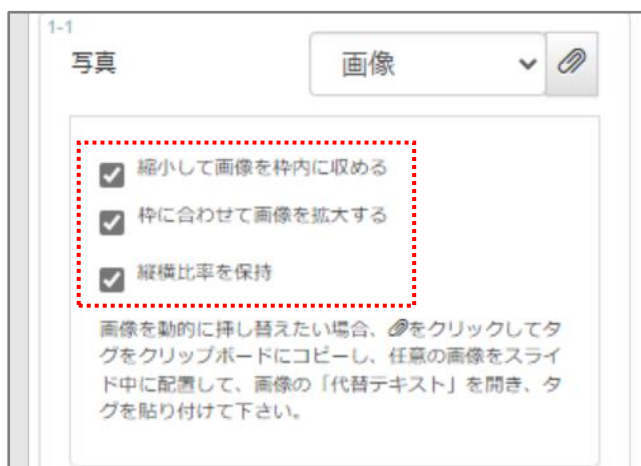 1-1
写真 画像
縮小して画像を枠内に収める
枠に合わせて画像を拡大する
縦横比率を保持
画像を動的に挿し替えたい場合、をクリックしてタ
グをクリップボードにコピーし、任意の画像をスライ
ド中に配置して、画像の「代替テキスト」を開き、タ
グを貼り付けて下さい。